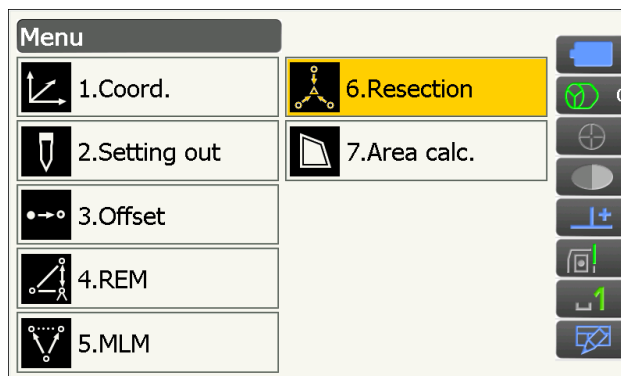 Menu
1.Coord.
2.Setting out
3.Offset
4.REM
5.MLM
6.Resection
7.Area calc.
1